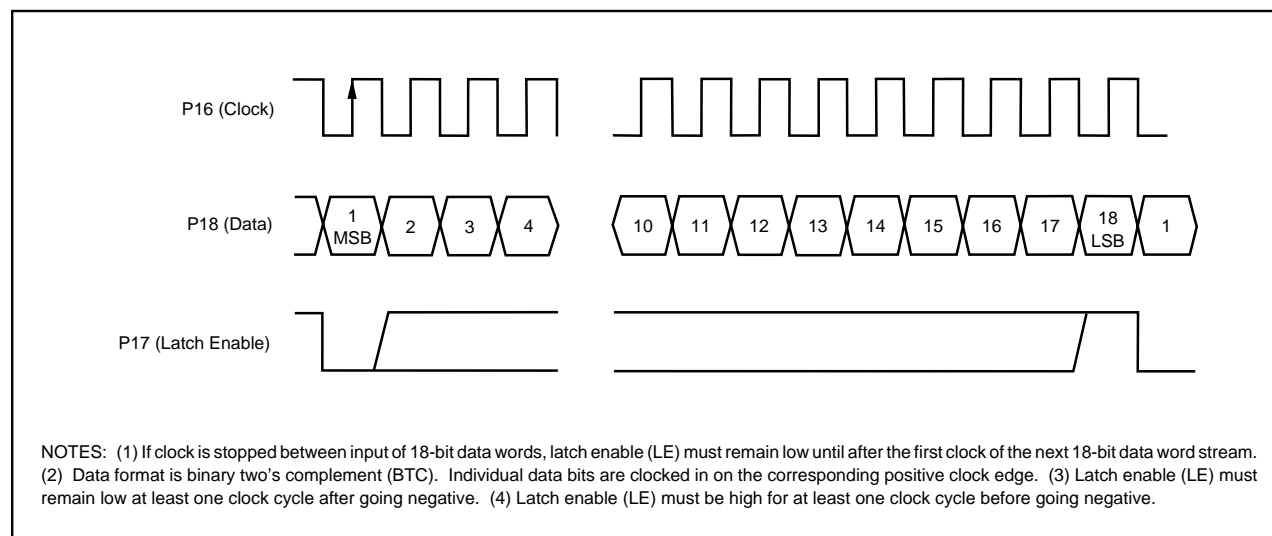 P16 (Clock)
P18 (Data)
1
MSB
2
3
4
10
11
12
13
14
15
16
17
18
LSB
1
P17 (Latch Enable)
NOTES: (1) If clock is stopped between input of 18-bit data words, latch enable (LE) must remain low until after the first clock of the next 18-bit data word stream.
(2) Data format is binary two's complement (BTC). Individual data bits are clocked in on the corresponding positive clock edge. (3) Latch enable (LE) must
remain low at least one clock cycle after going negative. (4) Latch enable (LE) must be high for at least one clock cycle before going negative.